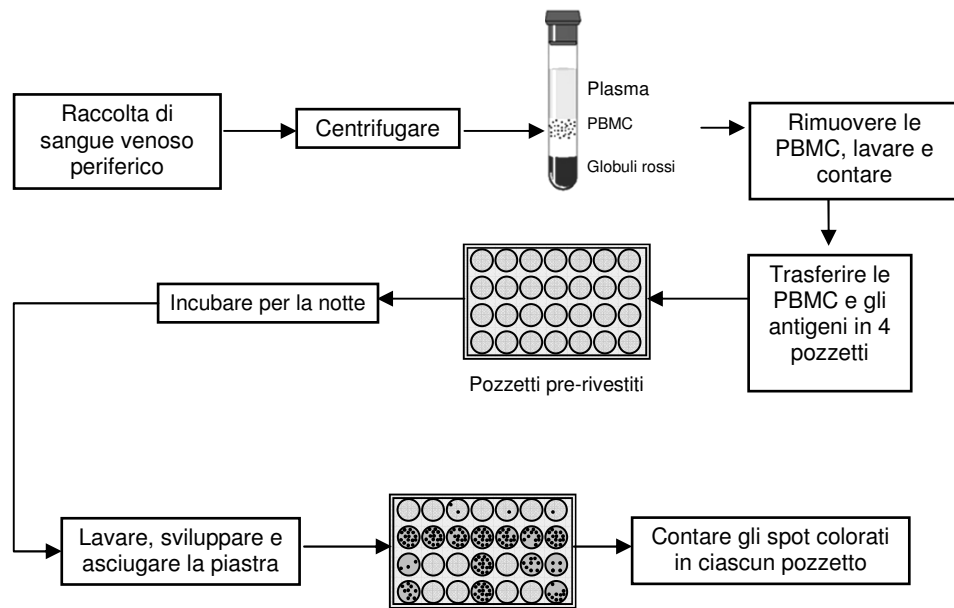 Raccolta di
sangue venoso
periferico
Centrifugare
Plasma
PBMC
Globuli rossi
Rimuovere le
PBMC, lavare e
contare
Trasferire le
PBMC e gli
antigeni in 4
pozzetti
Pozzetti pre-rivestiti
Incubare per la notte
Lavare, sviluppare e
asciugare la piastra
Contare gli spot colorati
in ciascun pozzetto